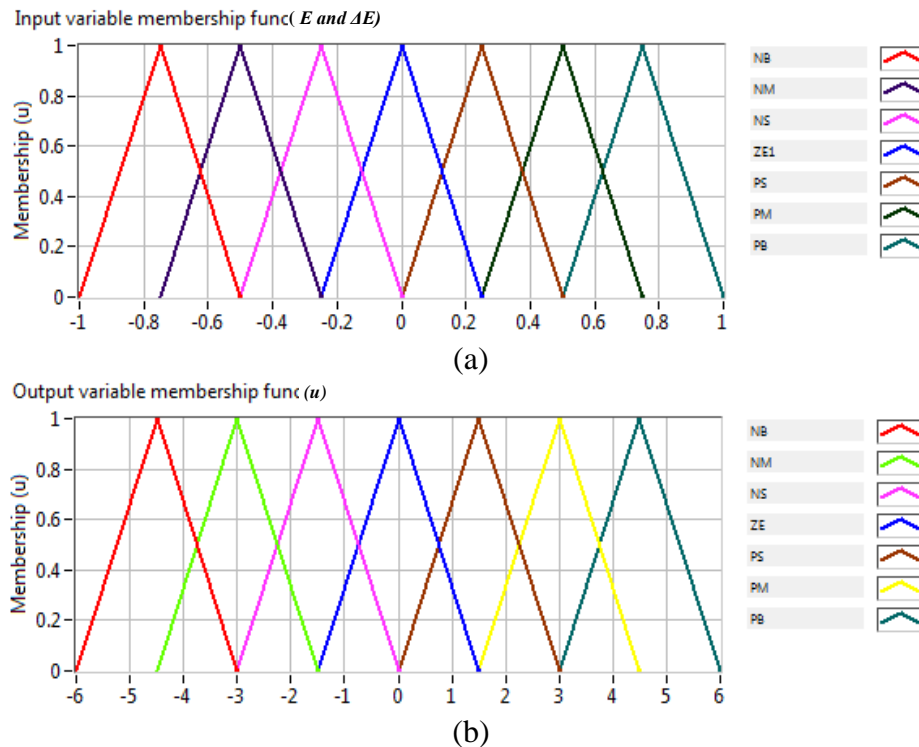 Input variable membership func( E and ΔE)
Membership (u)
1
0.8
0.6
0.4
0.2
0
-1 -0.8 -0.6 -0.4 -0.2 0 0.2 0.4 0.6 0.8 1
NB
NM
NS
ZE1
PS
PM
PB
(a)
Output variable membership func (u)
Membership (u)
1
0.8
0.6
0.4
0.2
0
-6 -5 -4 -3 -2 -1 0 1 2 3 4 5 6
NB
NM
NS
ZE
PS
PM
PB
(b)